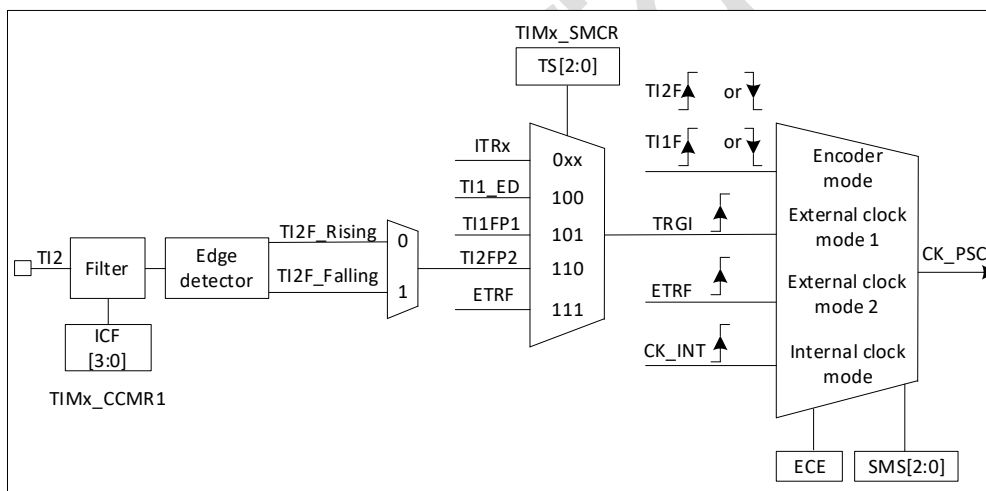 TIMx_SMCR
TS[2:0]
TI2F or
TI1F or
ITRx
0xx
Encoder
mode
TI1_ED
100
TI1FP1
101
TRGI
External clock
mode 1
TI2
Filter
Edge
detector
TI2F_Rising
0
TI2F_Falling
1
TI2FP2
110
ETRF
111
ETRF
External clock
mode 2
CK_PSC
CK_INT
Internal clock
mode
ICF
[3:0]
TIMx_CCMR1
ECE
SMS[2:0]